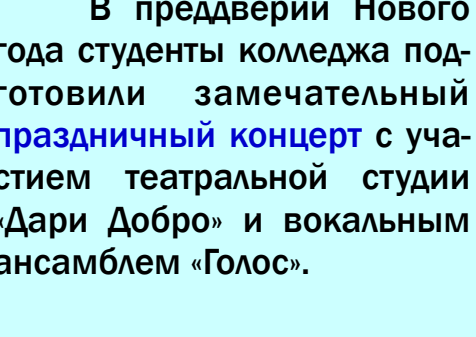 В преддверии Нового
года студенты колледжа под-
готовили замечательный
праздничный концерт с уча-
стием театральной студии
«Дари Добро» и вокальным
ансамблем «Голос».